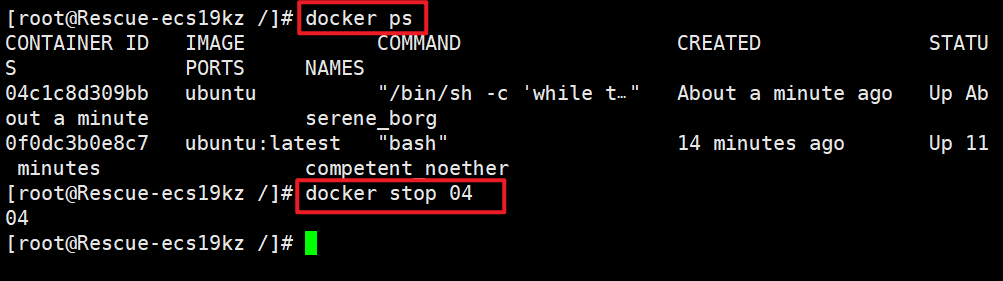 [root@Rescue-ecs19kz /]# docker ps
CONTAINER ID   IMAGE           COMMAND                  CREATED              STATU
S              PORTS     NAMES
04c1c8d309bb   ubuntu          "/bin/sh -c 'while t…"   About a minute ago   Up Ab
out a minute             serene_borg
0f0dc3b0e8c7   ubuntu:latest   "bash"                   14 minutes ago       Up 11
 minutes                 competent_noether
[root@Rescue-ecs19kz /]# docker stop 04
04
[root@Rescue-ecs19kz /]#